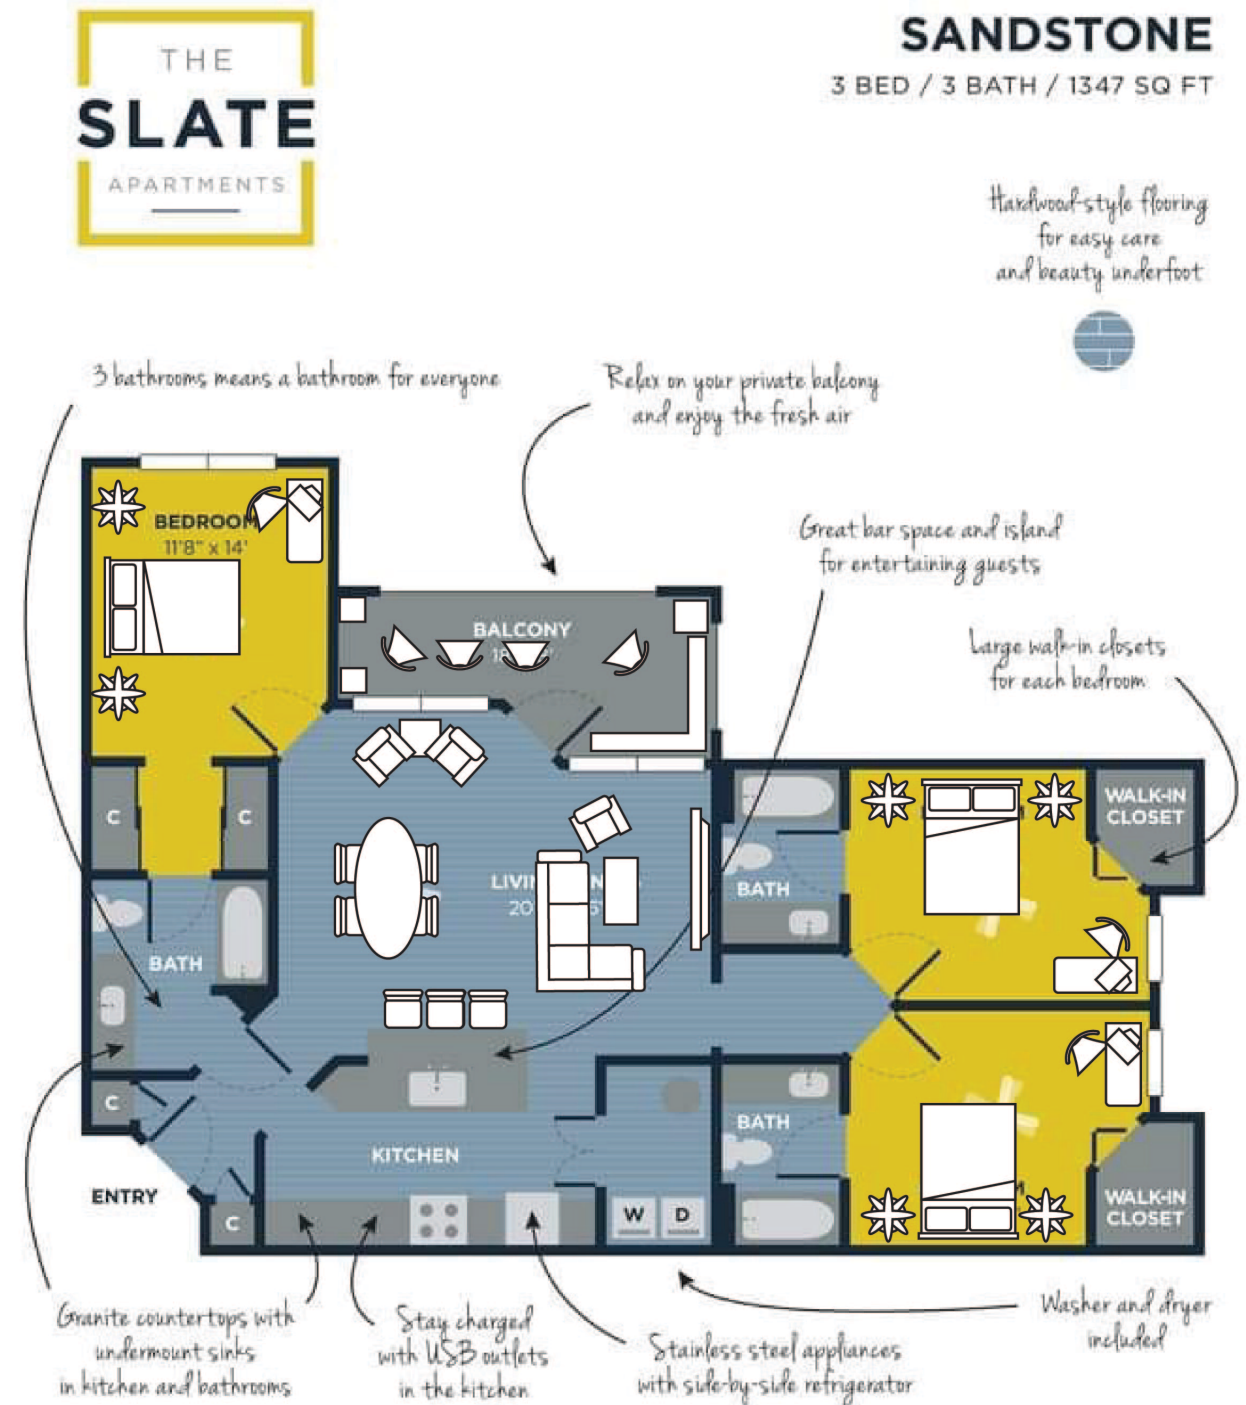 THE
SLATE
APARTMENTS
SANDSTONE
3 BED / 3 BATH / 1347 SQ FT
Hardwood-style flooring
for easy care
and beauty underfoot
3 bathrooms means a bathroom for everyone
Relax on your private balcony
and enjoy the fresh air
Great bar space and island
for entertaining guests
Large walk-in closets
for each bedroom
BEDROOM
11'8" x 14'
BALCONY
C
C
BATH
C
ENTRY
C
KITCHEN
W
D
BATH
BATH
WALK-IN
CLOSET
WALK-IN
CLOSET
Granite countertops with
undermount sinks
in kitchen and bathrooms
Stay charged
with USB outlets
in the kitchen
Stainless steel appliances
with side-by-side refrigerator
Washer and dryer
included